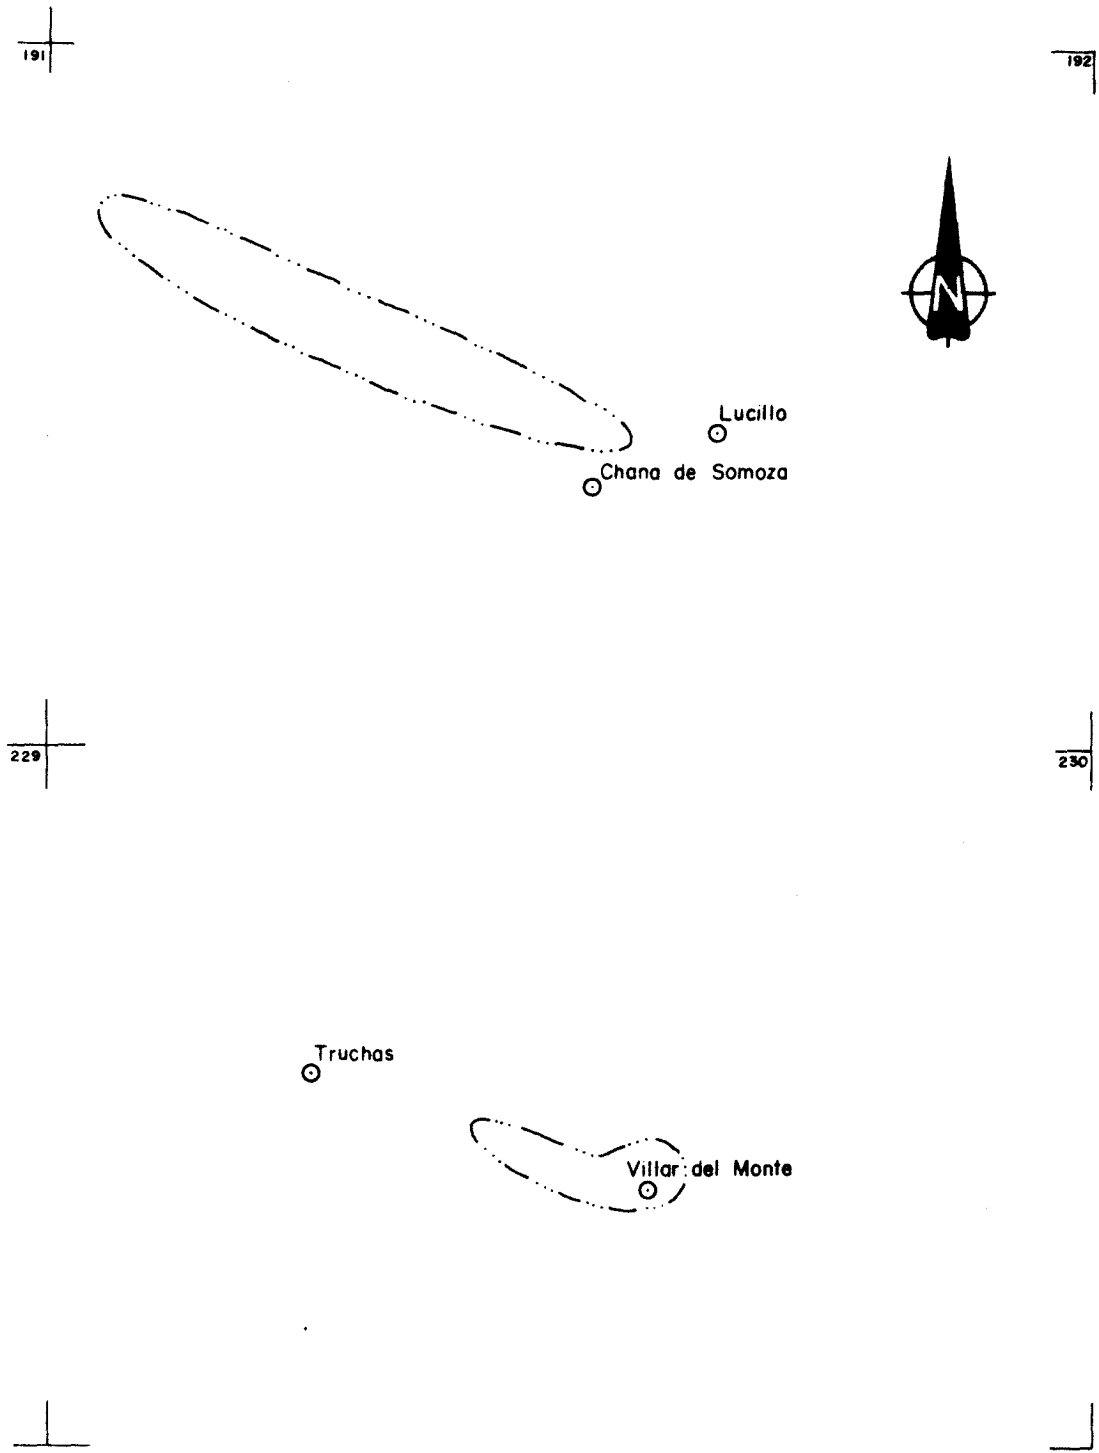 191
192
N
Lucillo
Chana de Somoza
229
230
Truchas
Villar del Monte